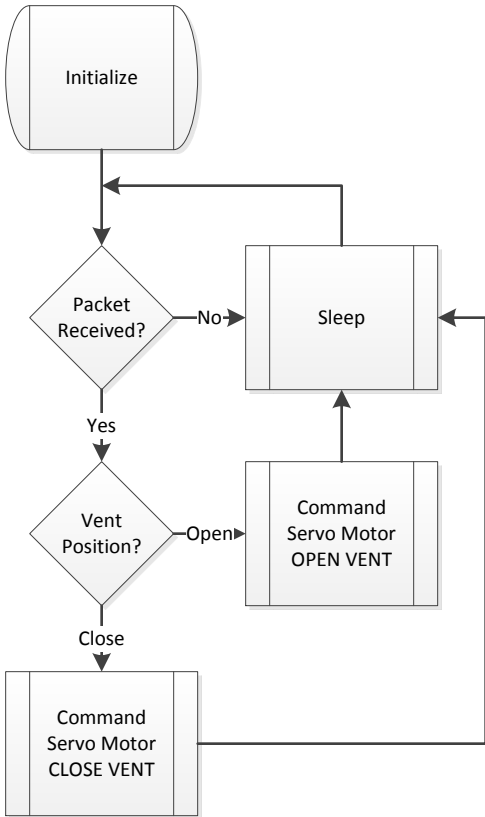 Initialize
Packet
Received?
No
Sleep
Yes
Vent
Position?
Open
Command
Servo Motor
OPEN VENT
Close
Command
Servo Motor
CLOSE VENT